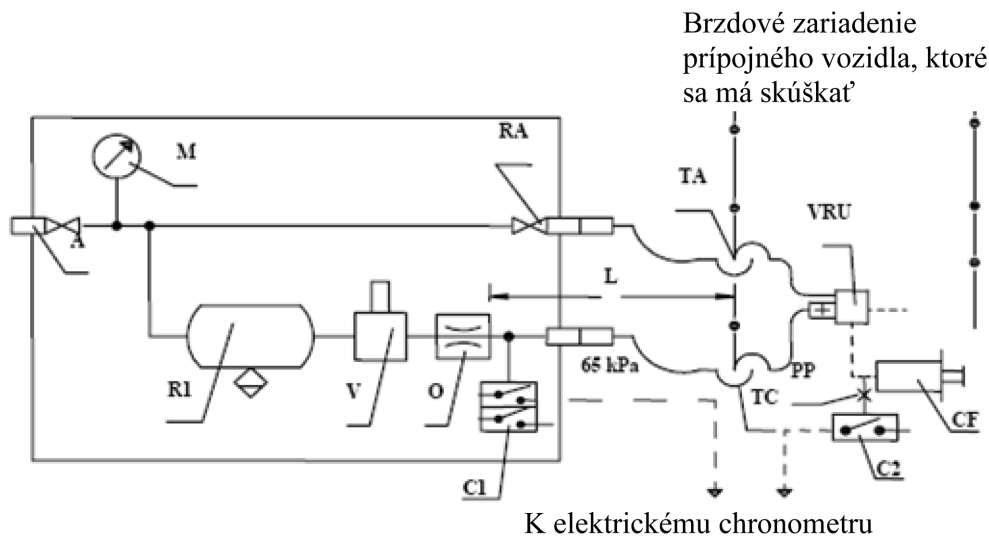 Brzdové zariadenie
prípojného vozidla, ktoré
sa má skúškať
RA
M
TA
VRU
A
L
65 kPa
PP
R1
V
O
TC
CF
C1
C2
K elektrickému chronometru